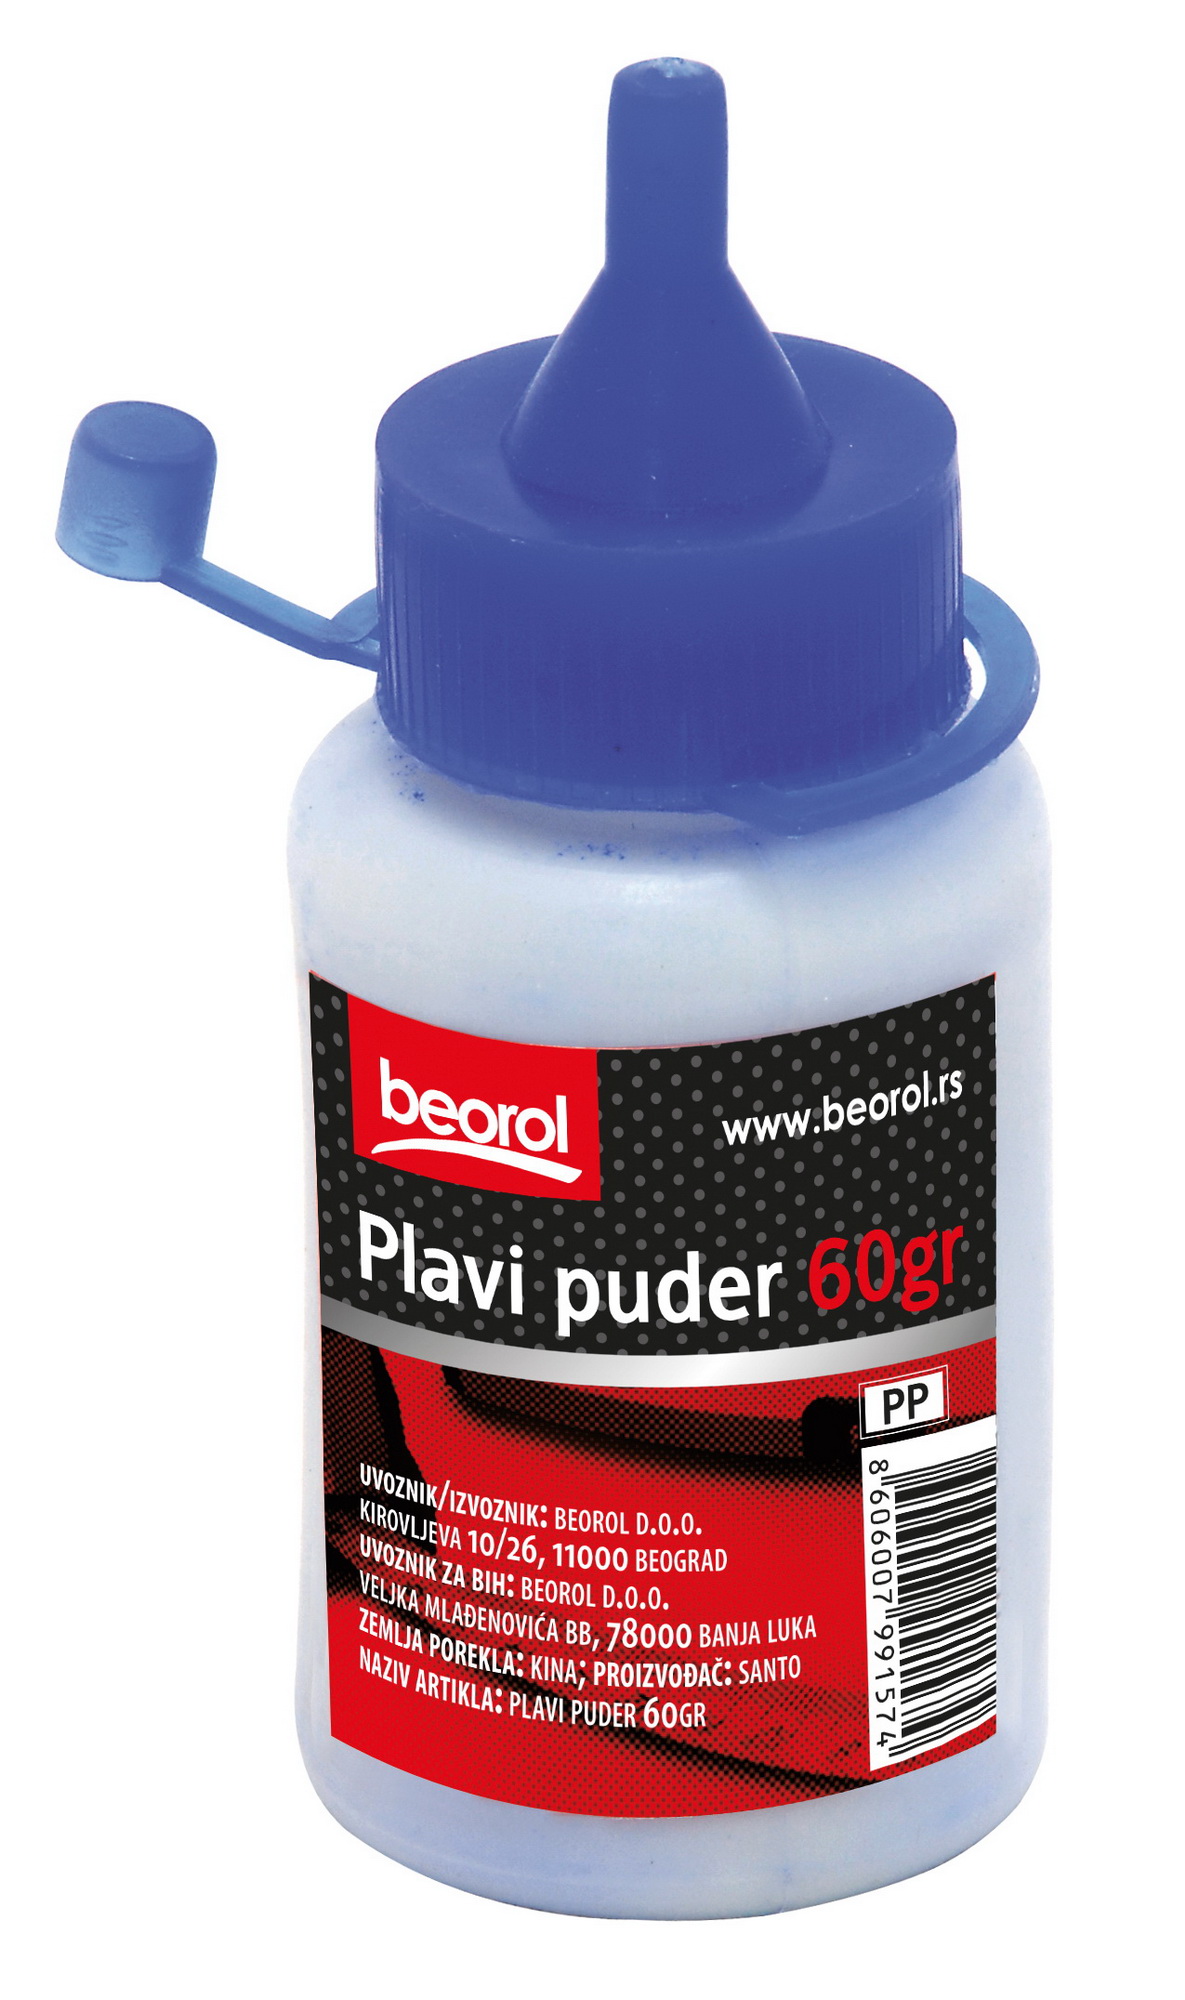 beorol
www.beorol.rs
Plavi puder 60gr
PP
UVOZNIK/IZVOZNIK: BEOROL D.O.O.
KIROVLJEVA 10/26, 11000 BEOGRAD
UVOZNIK ZA BIH: BEOROL D.O.O.
VELJKA MLAĐENOVIĆA BB, 78000 BANJA LUKA
ZEMLJA POREKLA: KINA; PROIZVOĐAČ: SANTO
NAZIV ARTIKLA: PLAVI PUDER 60GR
8 606007 991574